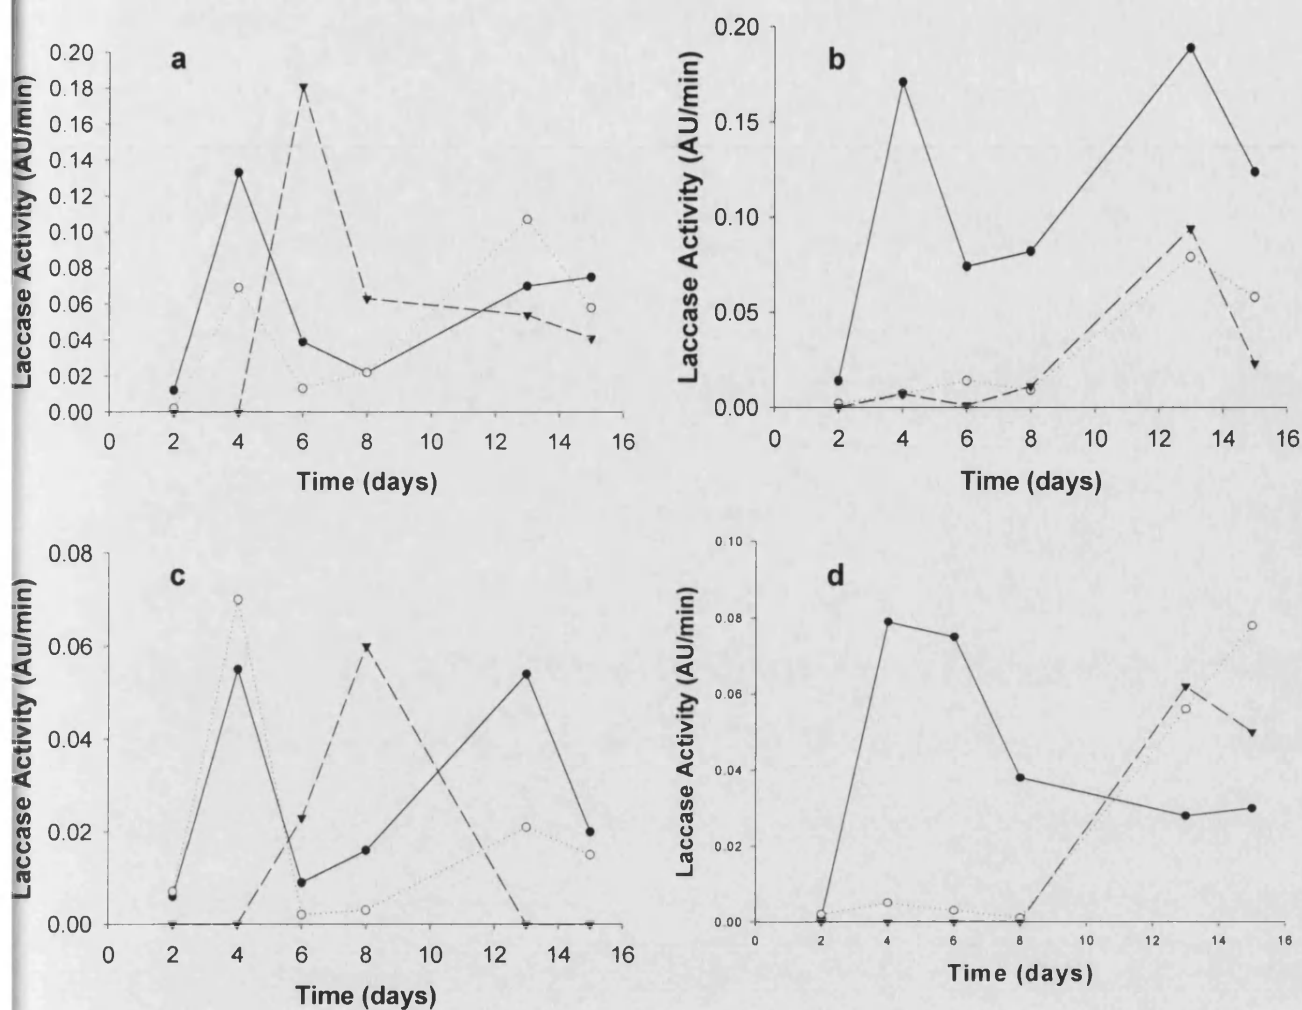 a
0.20
0.18
0.16
0.14
0.12
0.10
0.08
0.06
0.04
0.02
0.00
Laccase Activity (AU/min)
0 2 4 6 8 10 12 14 16
Time (days)
b
0.20
0.15
0.10
0.05
0.00
Laccase Activity (AU/min)
0 2 4 6 8 10 12 14 16
Time (days)
c
0.08
0.06
0.04
0.02
0.00
Laccase Activity (Au/min)
0 2 4 6 8 10 12 14 16
Time (days)
d
0.10
0.08
0.06
0.04
0.02
0.00
Laccase Activity (AU/min)
0 2 4 6 8 10 12 14 16
Time (days)